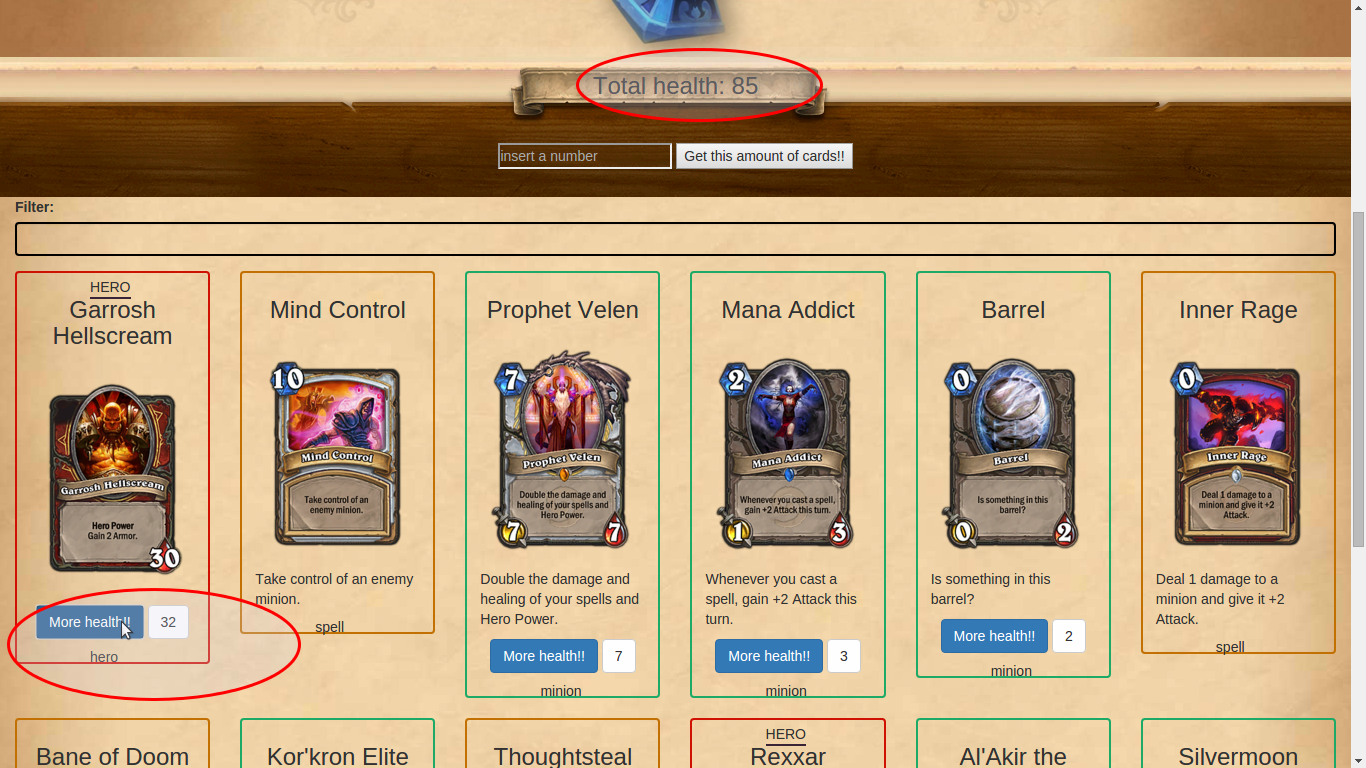 Total health: 85
insert a number
Get this amount of cards!!
Filter:
HERO
Garrosh
Hellscream
Garrosh Hellscream
Hero Power
Gain 2 Armor.
30
More health!!
32
hero
Mind Control
10
Mind Control
Take control of an
enemy minion.
Take control of an enemy
minion.
spell
Prophet Velen
7
Prophet Velen
Double the damage and
healing of your spells and
Hero Power.
7
7
Double the damage and
healing of your spells and
Hero Power.
More health!!
7
minion
Mana Addict
2
Mana Addict
Whenever you cast a spell,
gain +2 Attack this turn.
1
3
Whenever you cast a
spell, gain +2 Attack this
turn.
More health!!
3
minion
Barrel
0
Barrel
Is something in this
barrel?
0
2
Is something in this
barrel?
More health!!
2
minion
Inner Rage
0
Inner Rage
Deal 1 damage to a
minion and give it +2
Attack.
Deal 1 damage to a
minion and give it +2
Attack.
spell
Bane of Doom
Kor'kron Elite
Thoughtsteal
HERO
Rexxar
Al'Akir the
Silvermoon